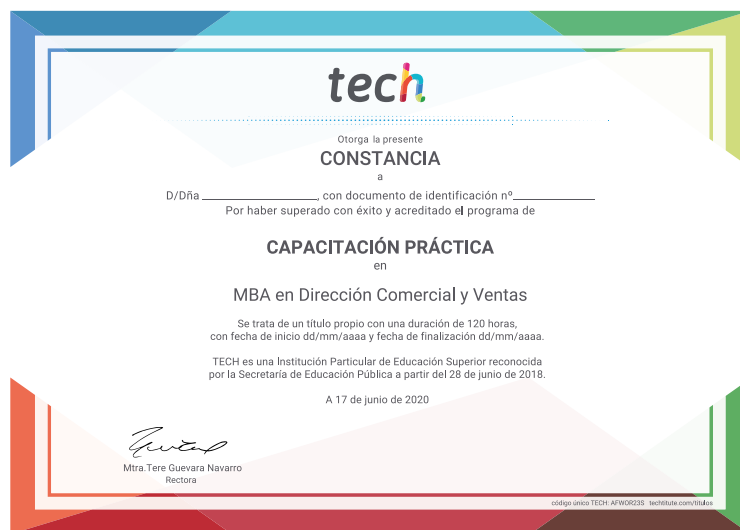 tech
Otorga la presente
CONSTANCIA
a
D/Dña ____________________, con documento de identificación nº______________
Por haber superado con éxito y acreditado el programa de
CAPACITACIÓN PRÁCTICA
en
MBA en Dirección Comercial y Ventas
Se trata de un título propio con una duración de 120 horas,
con fecha de inicio dd/mm/aaaa y fecha de finalización dd/mm/aaaa.
TECH es una Institución Particular de Educación Superior reconocida
por la Secretaría de Educación Pública a partir del 28 de junio de 2018.
A 17 de junio de 2020
Mtra.Tere Guevara Navarro
Rectora
código único TECH: AFWOR23S techtitute.com/titulos